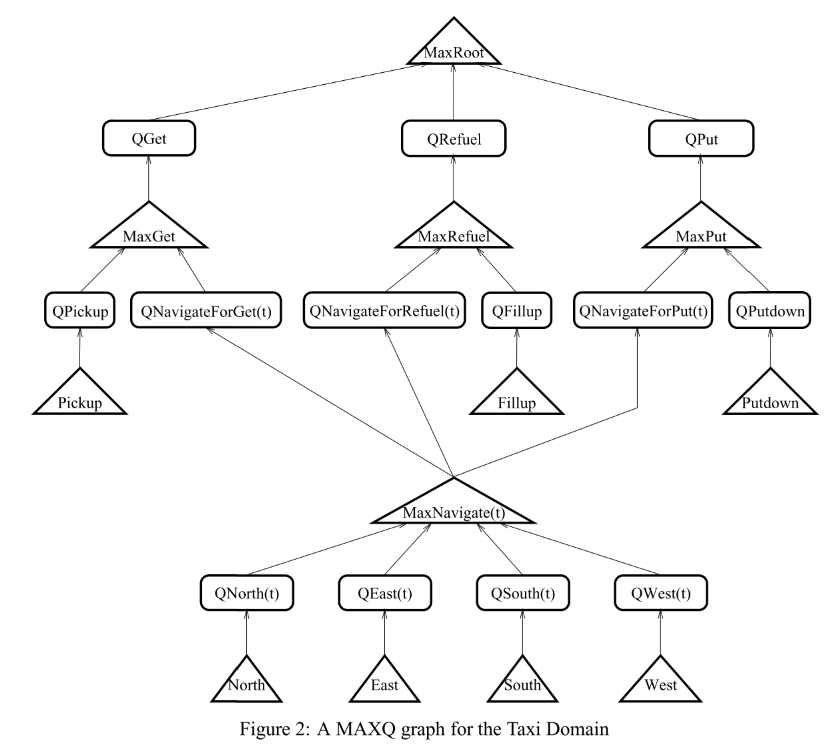 MaxRoot
QGet
QRefuel
QPut
MaxGet
MaxRefuel
MaxPut
QPickup
QNavigateForGet(t)
QNavigateForRefuel(t)
QFillup
QNavigateForPut(t)
QPutdown
Pickup
Fillup
Putdown
MaxNavigate(t)
QNorth(t)
QEast(t)
QSouth(t)
QWest(t)
North
East
South
West
Figure 2: A MAXQ graph for the Taxi Domain